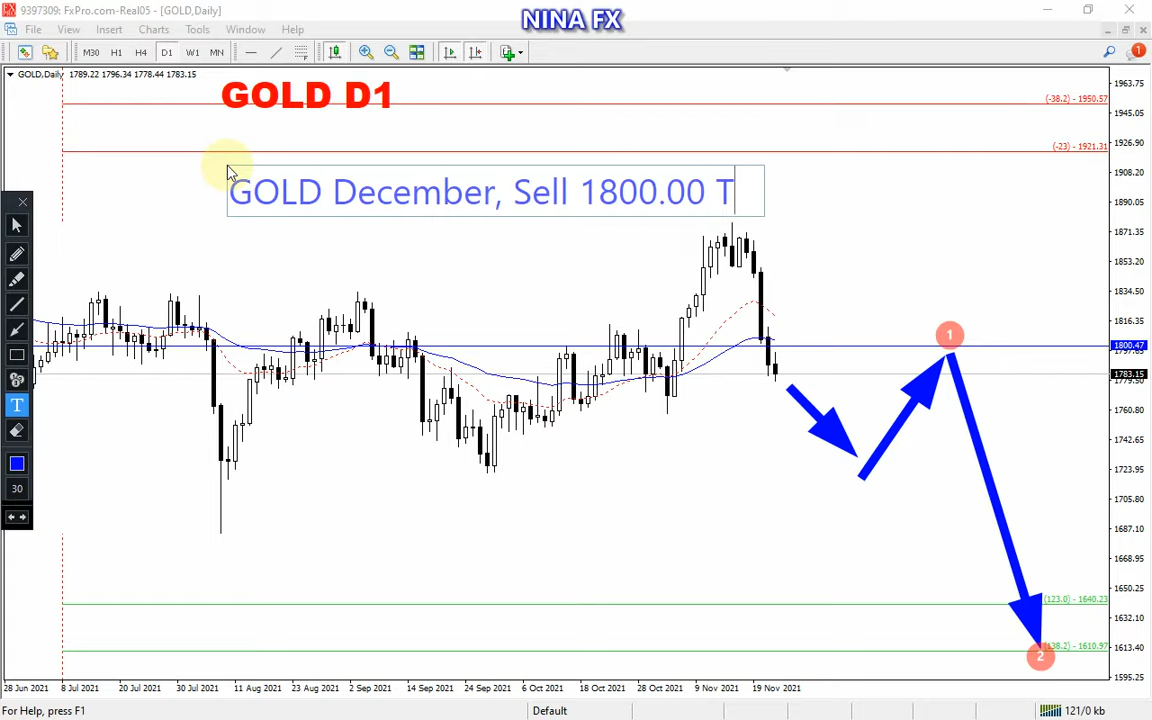 9397309: FxPro.com-Real05 - [GOLD,Daily]
NINA FX
File View Insert Charts Tools Window Help
M30 H1 H4 D1 W1 MN
1
GOLD,Daily 1789.22 1796.34 1778.44 1783.15
GOLD D1
(-38.2) - 1950.57
(-23) - 1921.31
GOLD December, Sell 1800.00 T
1963.75
1945.05
1926.90
1908.20
1890.05
1871.35
1853.20
1834.50
1816.35
1800.47
1797.65
1783.15
1779.50
1760.80
1742.65
1723.95
1705.80
1687.10
1668.95
1650.25
1632.10
1613.40
1595.25
T
30
1
(123.0) - 1640.23
(138.2) - 1610.97
2
28 Jun 2021 8 Jul 2021 20 Jul 2021 30 Jul 2021 11 Aug 2021 23 Aug 2021 2 Sep 2021 14 Sep 2021 24 Sep 2021 6 Oct 2021 18 Oct 2021 28 Oct 2021 9 Nov 2021 19 Nov 2021
For Help, press F1 Default 121/0 kb